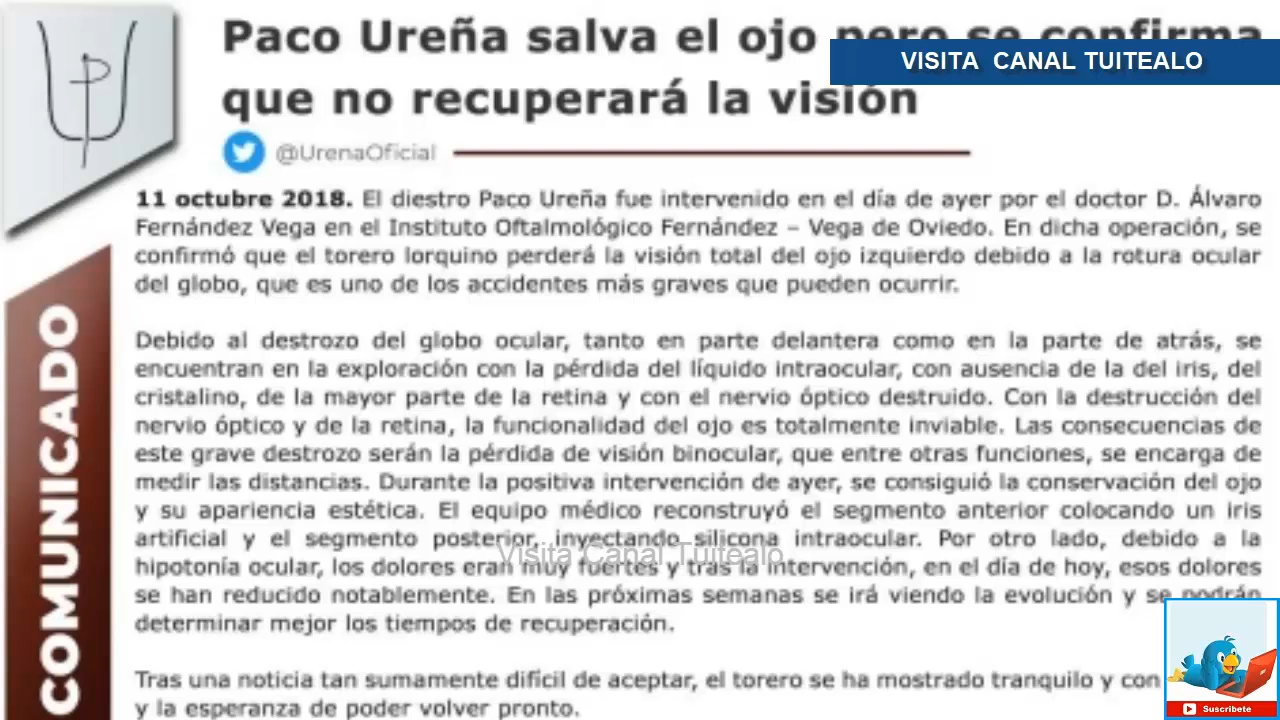 Paco Ureña salva el ojo pero se confirma
VISITA CANAL TUITEALO
que no recuperará la visión
@UrenaOficial
11 octubre 2018. El diestro Paco Ureña fue intervenido en el día de ayer por el doctor D. Álvaro
Fernández Vega en el Instituto Oftalmológico Fernández – Vega de Oviedo. En dicha operación, se
confirmó que el torero lorquino perderá la visión total del ojo izquierdo debido a la rotura ocular
del globo, que es uno de los accidentes más graves que pueden ocurrir.
COMUNICADO
Debido al destrozo del globo ocular, tanto en parte delantera como en la parte de atrás, se
encuentran en la exploración con la pérdida del líquido intraocular, con ausencia de la del iris, del
cristalino, de la mayor parte de la retina y con el nervio óptico destruido. Con la destrucción del
nervio óptico y de la retina, la funcionalidad del ojo es totalmente inviable. Las consecuencias de
este grave destrozo serán la pérdida de visión binocular, que entre otras funciones, se encarga de
medir las distancias. Durante la positiva intervención de ayer, se consiguió la conservación del ojo
y su apariencia estética. El equipo médico reconstruyó el segmento anterior colocando un iris
artificial y el segmento posterior, inyectando silicona intraocular. Por otro lado, debido a la
Visita Canal Tuitealo
hipotonía ocular, los dolores eran muy fuertes y tras la intervención, en el día de hoy, esos dolores
se han reducido notablemente. En las próximas semanas se irá viendo la evolución y se podrán
determinar mejor los tiempos de recuperación.
Tras una noticia tan sumamente difícil de aceptar, el torero se ha mostrado tranquilo y con
y la esperanza de poder volver pronto.
Suscribete